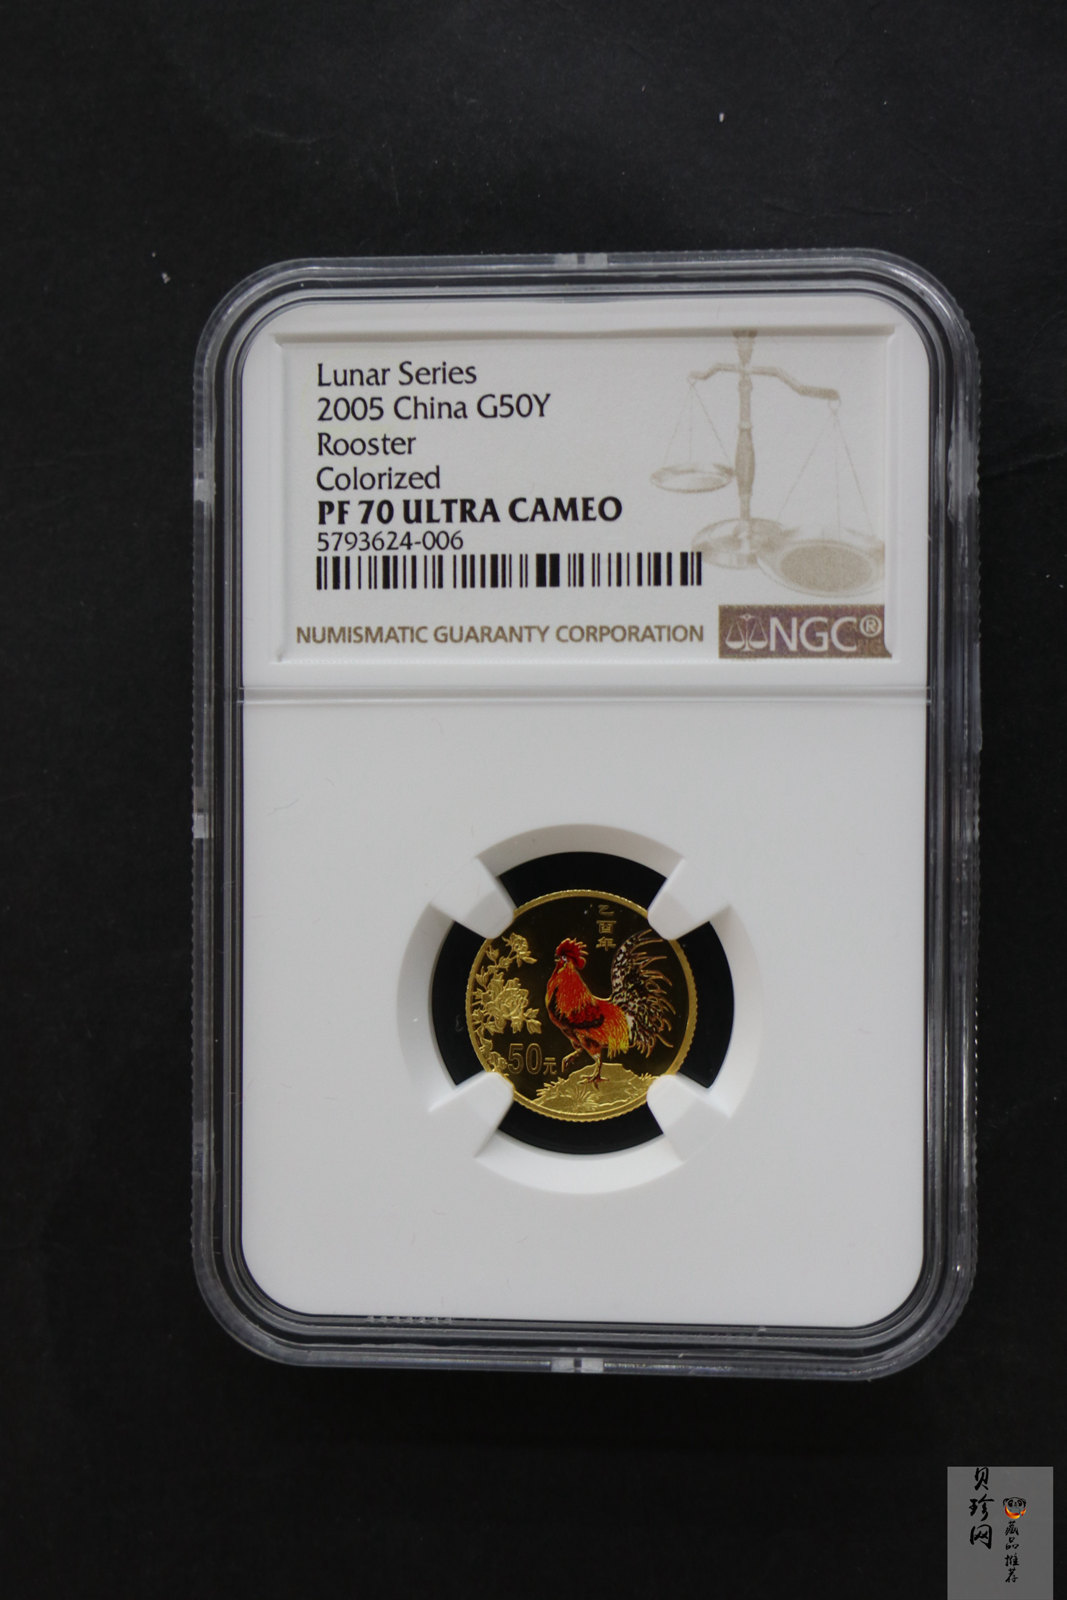 Lunar Series
2005 China G50Y
Rooster
Colorized
PF 70 ULTRA CAMEO
5793624-006
NUMISMATIC GUARANTY CORPORATION
NGC®
乙酉年
50元
贝珍网
藏品推荐